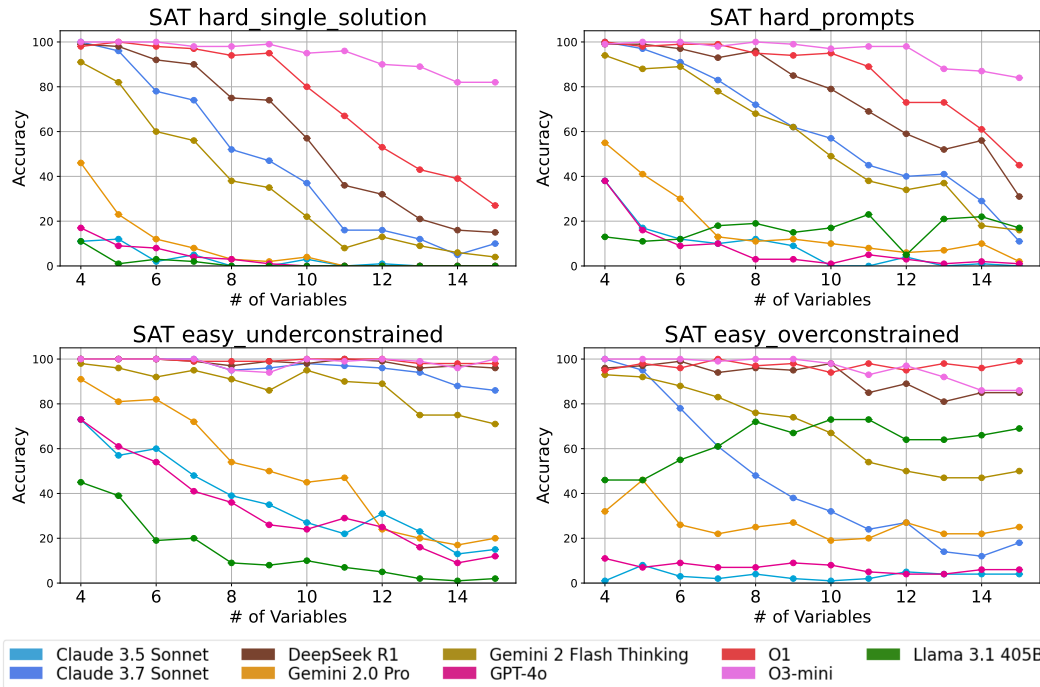 SAT hard_single_solution
SAT hard_prompts
100
80
60
40
20
0
Accuracy
4 6 8 10 12 14
# of Variables
100
80
60
40
20
0
Accuracy
4 6 8 10 12 14
# of Variables
SAT easy_underconstrained
SAT easy_overconstrained
100
80
60
40
20
0
Accuracy
4 6 8 10 12 14
# of Variables
100
80
60
40
20
0
Accuracy
4 6 8 10 12 14
# of Variables
Claude 3.5 Sonnet DeepSeek R1 Gemini 2 Flash Thinking O1 Llama 3.1 405B
Claude 3.7 Sonnet Gemini 2.0 Pro GPT-4o O3-mini